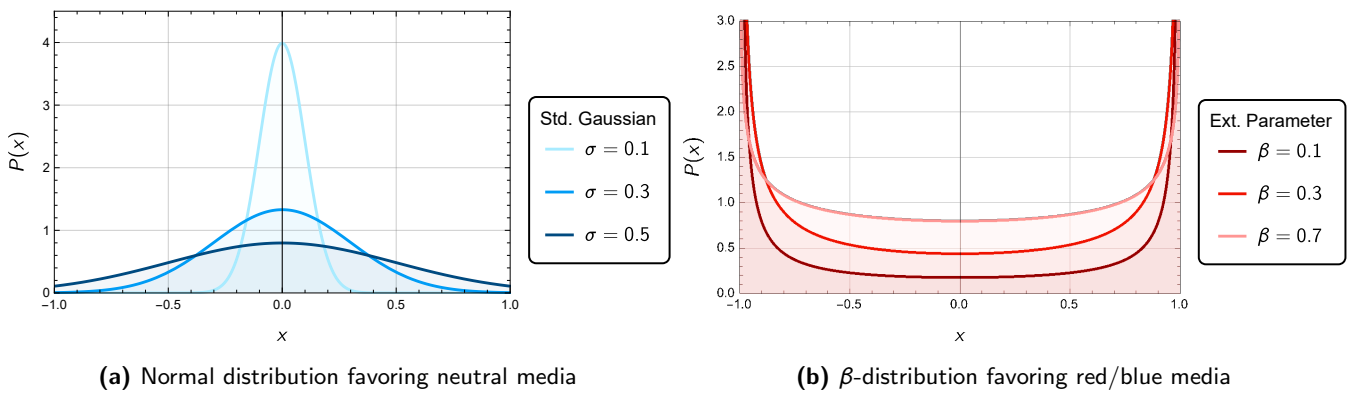 4
3
2
1
0
-1.0 -0.5 0.0 0.5 1.0
P(x)
x
Std. Gaussian
σ = 0.1
σ = 0.3
σ = 0.5
(a) Normal distribution favoring neutral media
3.0
2.5
2.0
1.5
1.0
0.5
0.0
-1.0 -0.5 0.0 0.5 1.0
P(x)
x
Ext. Parameter
β = 0.1
β = 0.3
β = 0.7
(b) β-distribution favoring red/blue media